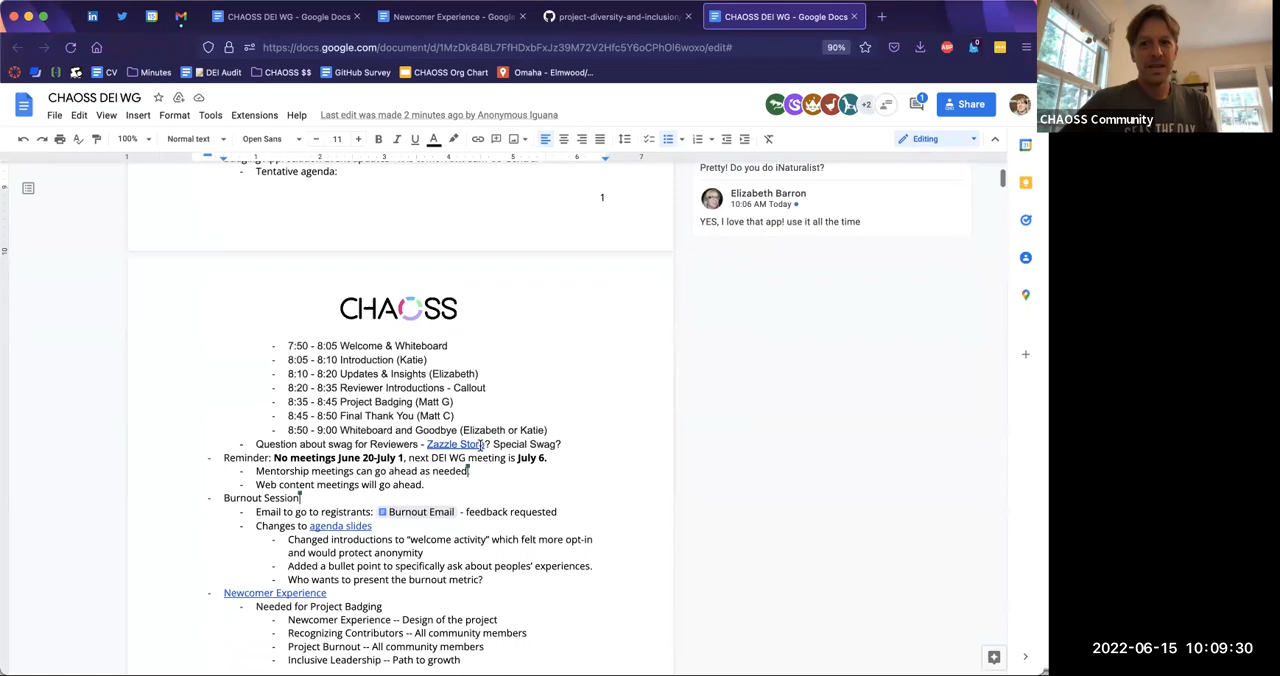 CHAOSS DEI WG - Google Docs
Newcomer Experience - Google
project-diversity-and-inclusion
CHAOSS DEI WG - Google Docs
https://docs.google.com/document/d/1MzDk84BL7FfHDxbFxJz39M72V2Hfc5Y6oCPhOl6woxo/edit#
90%
CV
Minutes
DEI Audit
CHAOSS $$
GitHub Survey
CHAOSS Org Chart
Omaha - Elmwood/...
CHAOSS DEI WG
File Edit View Insert Format Tools Extensions Help Last edit was made 2 minutes ago by Anonymous Iguana
+2
1
Share
100%
Normal text
Open Sans
11
Editing
- Tentative agenda:
1
CHAOSS
- 7:50 - 8:05 Welcome & Whiteboard
- 8:05 - 8:10 Introduction (Katie)
- 8:10 - 8:20 Updates & Insights (Elizabeth)
- 8:20 - 8:35 Reviewer Introductions - Callout
- 8:35 - 8:45 Project Badging (Matt G)
- 8:45 - 8:50 Final Thank You (Matt C)
- 8:50 - 9:00 Whiteboard and Goodbye (Elizabeth or Katie)
- Question about swag for Reviewers - Zazzle Store? Special Swag?
- Reminder: No meetings June 20-July 1, next DEI WG meeting is July 6.
- Mentorship meetings can go ahead as needed
- Web content meetings will go ahead.
- Burnout Session
- Email to go to registrants: Burnout Email - feedback requested
- Changes to agenda slides
- Changed introductions to “welcome activity” which felt more opt-in
and would protect anonymity
- Added a bullet point to specifically ask about peoples’ experiences.
- Who wants to present the burnout metric?
- Newcomer Experience
- Needed for Project Badging
- Newcomer Experience -- Design of the project
- Recognizing Contributors -- All community members
- Project Burnout -- All community members
- Inclusive Leadership -- Path to growth
Pretty! Do you do iNaturalist?
Elizabeth Barron
10:06 AM Today
YES, I love that app! use it all the time
CHAOSS Community
SEAS THE DAY
2022-06-15 10:09:30